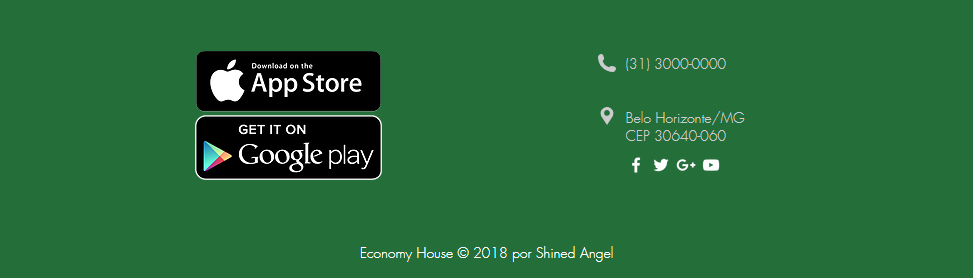 Download on the
App Store
GET IT ON
Google play
(31) 3000-0000
Belo Horizonte/MG
CEP 30640-060
Economy House © 2018 por Shined Angel